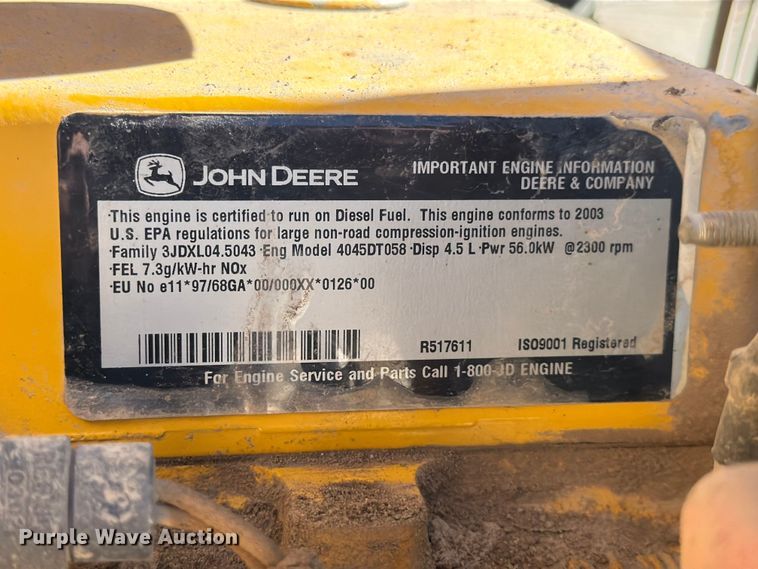 JOHN DEERE
IMPORTANT ENGINE INFORMATION
DEERE & COMPANY
·This engine is certified to run on Diesel Fuel. This engine conforms to 2003
U.S. EPA regulations for large non-road compression-ignition engines.
·Family 3JDXL04.5043 ·Eng Model 4045DT058 ·Disp 4.5 L ·Pwr 56.0kW @2300 rpm
·FEL 7.3g/kW-hr NOx
·EU No e11*97/68GA*00/000XX*0126*00
R517611
ISO9001 Registered
For Engine Service and Parts Call 1-800-JD ENGINE
Purple Wave Auction